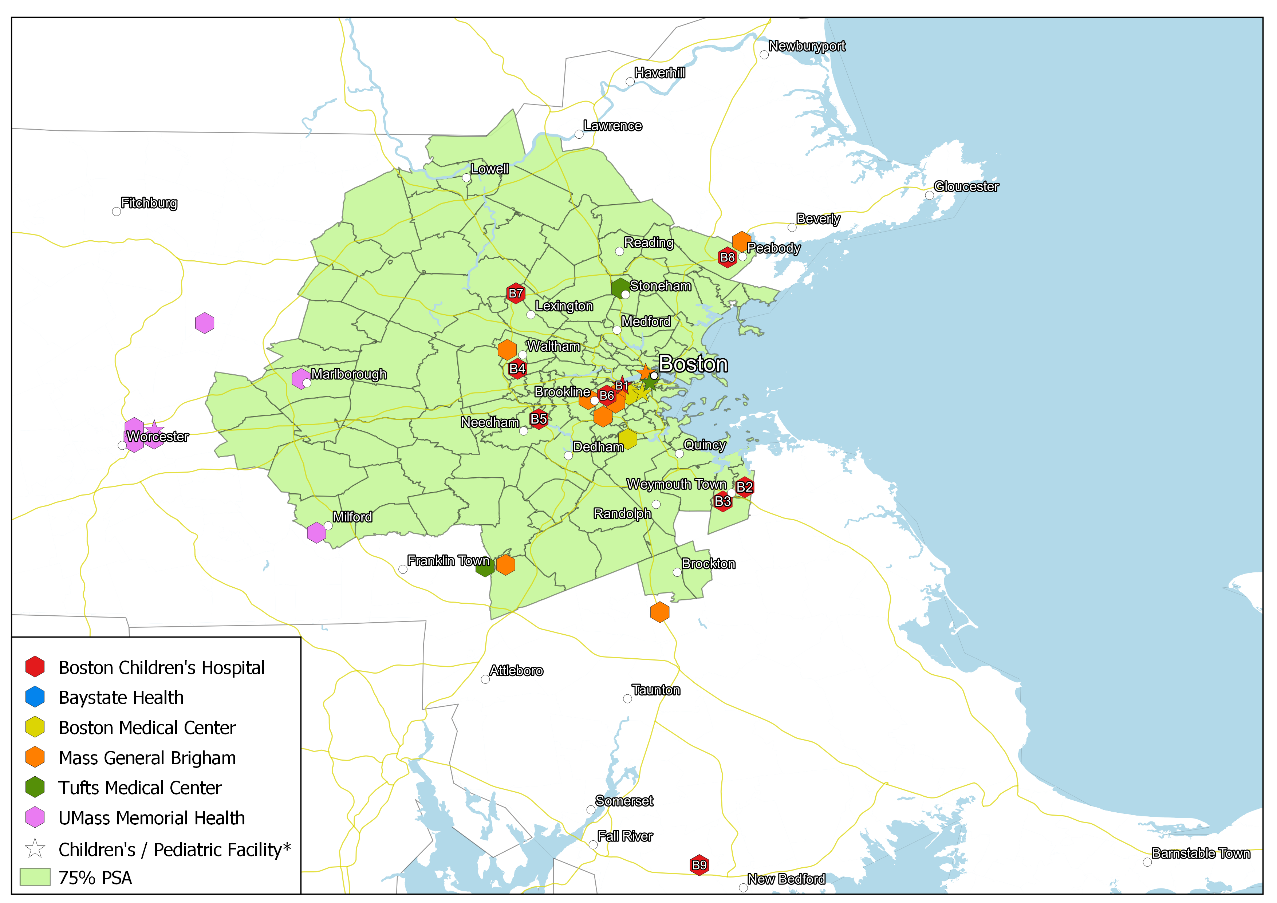 Newburyport
Haverhill
Lawrence
Lowell
Gloucester
Fitchburg
Beverly
Reading
Peabody
B8
Stoneham
B7
Lexington
Medford
Waltham
Boston
B4
Marlborough
B1
Brookline
B6
B5
Needham
Worcester
Dedham
Quincy
Weymouth Town
B2
B3
Randolph
Milford
Franklin Town
Brockton
Attleboro
Taunton
Somerset
Fall River
B9
New Bedford
Barnstable Town
Boston Children's Hospital
Baystate Health
Boston Medical Center
Mass General Brigham
Tufts Medical Center
UMass Memorial Health
Children's / Pediatric Facility*
75% PSA